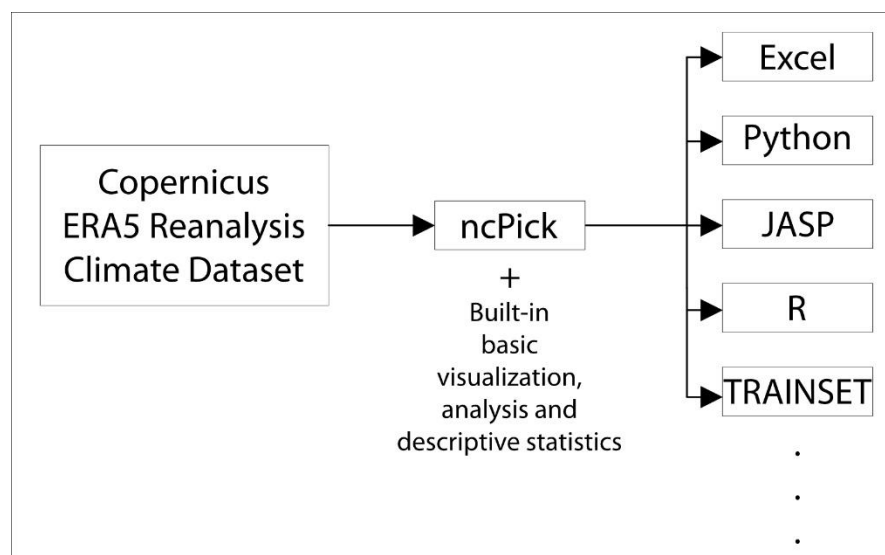 Copernicus
ERA5 Reanalysis
Climate Dataset
ncPick
+
Built-in
basic
visualization,
analysis and
descriptive statistics
Excel
Python
JASP
R
TRAINSET
.
.
.